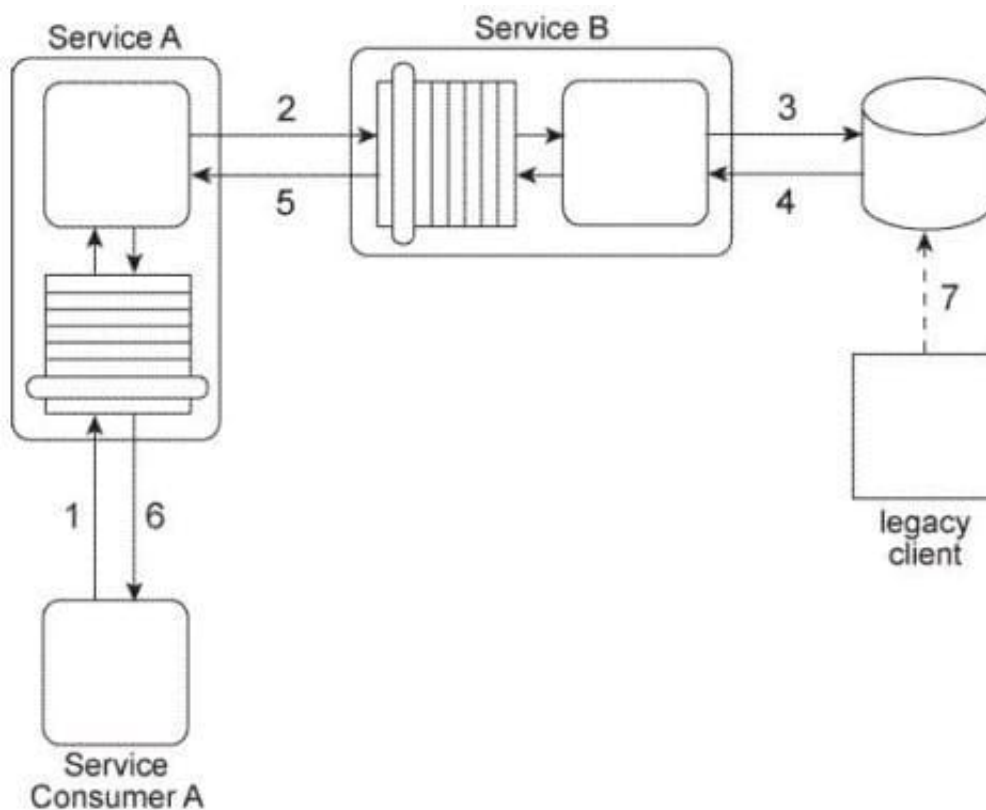 Service A
Service B
2
3
5
4
7
1
6
legacy
client
Service
Consumer A